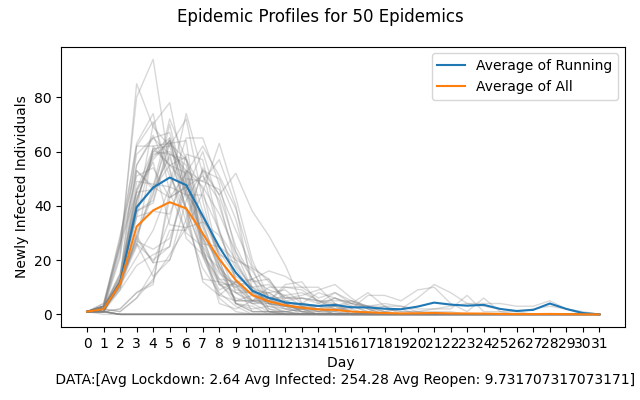 Epidemic Profiles for 50 Epidemics
Average of Running
Average of All
Newly Infected Individuals
80
60
40
20
0
0 1 2 3 4 5 6 7 8 9 10 11 12 13 14 15 16 17 18 19 20 21 22 23 24 25 26 27 28 29 30 31
Day
DATA:[Avg Lockdown: 2.64 Avg Infected: 254.28 Avg Reopen: 9.731707317073171]